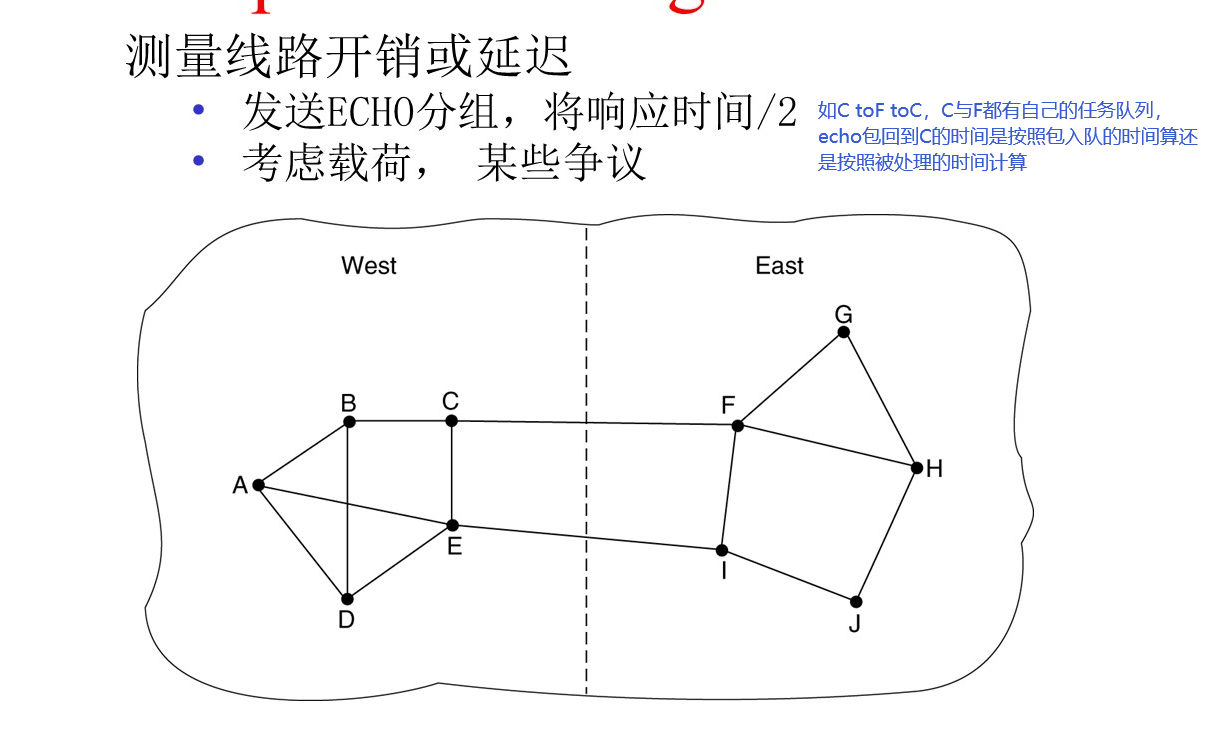 测量线路开销或延迟
• 发送ECHO分组，将响应时间/2
如C toF toC，C与F都有自己的任务队列，
echo包回到C的时间是按照包入队的时间算还
是按照被处理的时间计算
• 考虑载荷， 某些争议
West
East
G
B
C
F
A
H
E
I
D
J